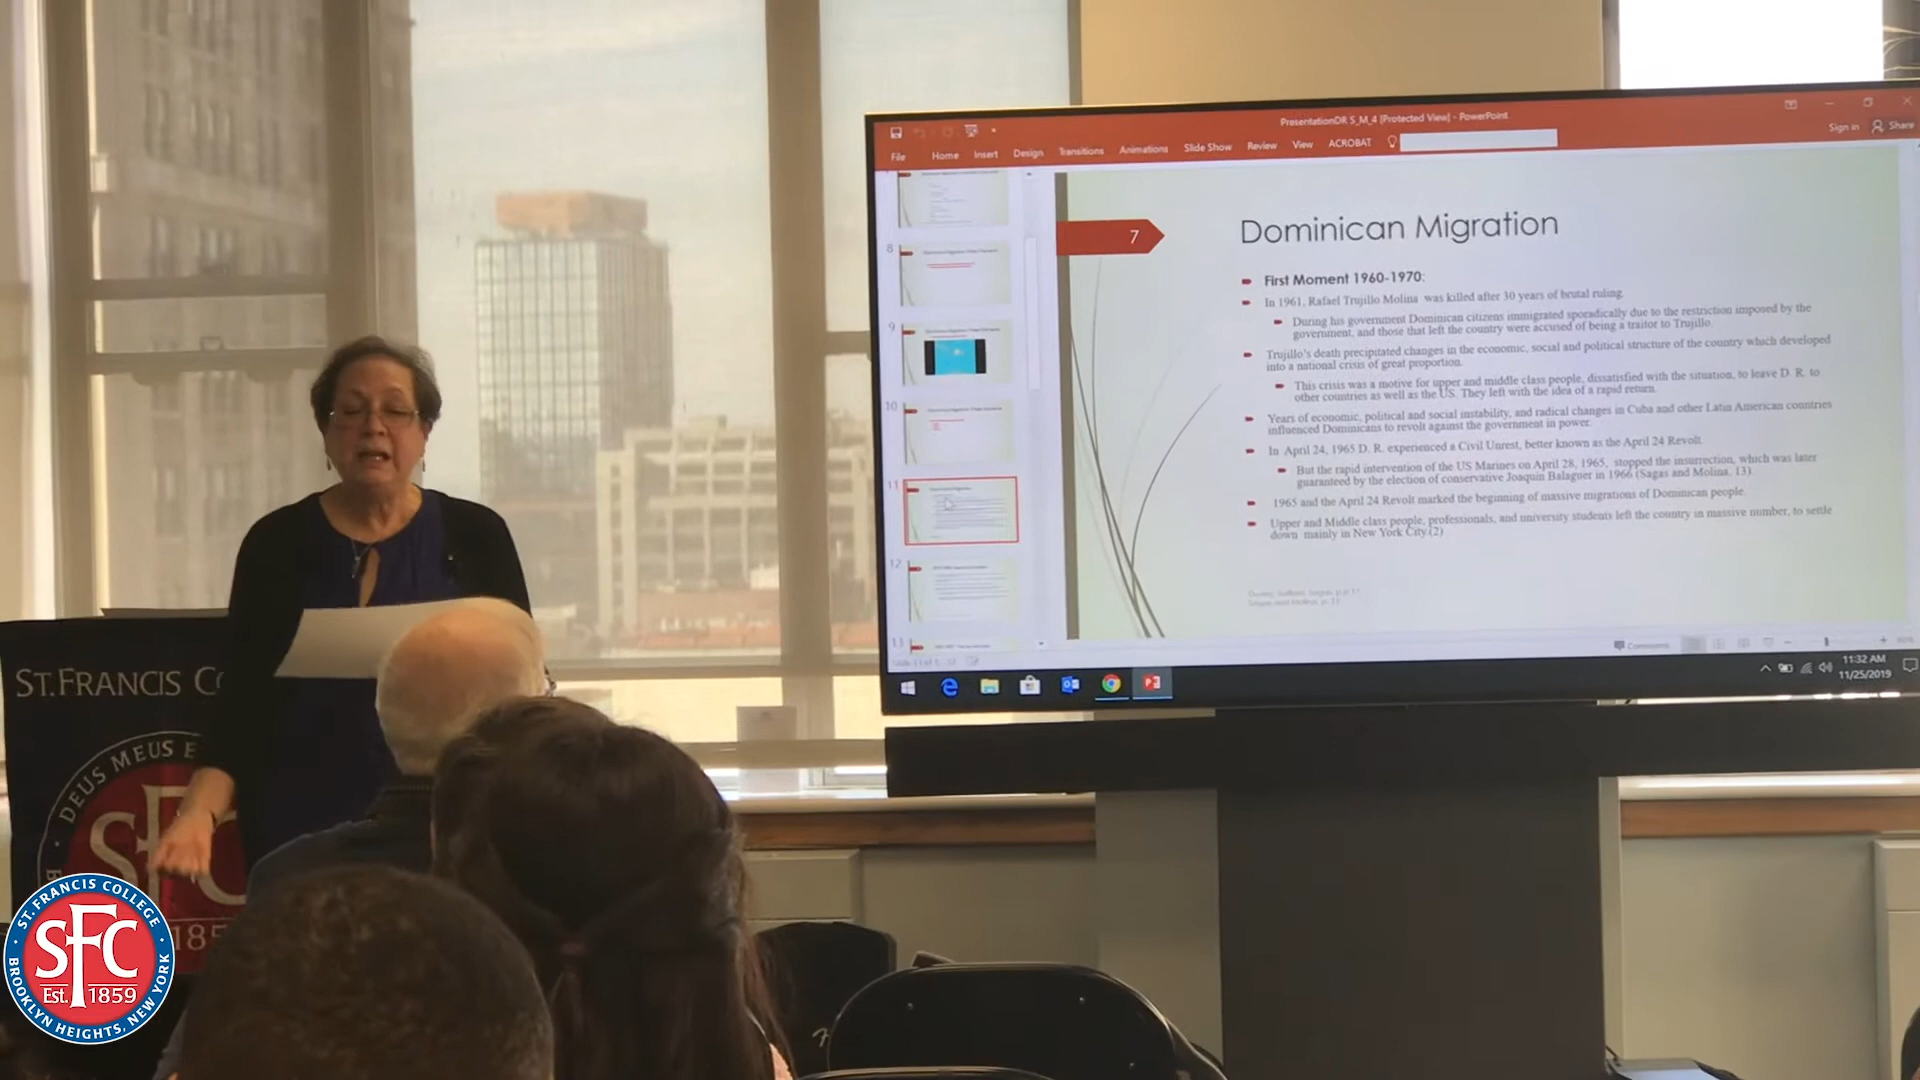 PresentationDR S_M_4 [Protected View] - PowerPoint
Sign in Share
File Home Insert Design Transitions Animations Slide Show Review View ACROBAT
8
9
10
11
12
13
7
Dominican Migration
First Moment 1960-1970:
In 1961, Rafael Trujillo Molina was killed after 30 years of brutal ruling.
During his government Dominican citizens immigrated sporadically due to the restriction imposed by the
government, and those that left the country were accused of being a traitor to Trujillo.
Trujillo's death precipitated changes in the economic, social and political structure of the country which developed
into a national crisis of great proportion.
This crisis was a motive for upper and middle class people, dissatisfied with the situation, to leave D. R. to
other countries as well as the US. They left with the idea of a rapid return.
Years of economic, political and social instability, and radical changes in Cuba and other Latin American countries
influenced Dominicans to revolt against the government in power.
In April 24, 1965 D. R. experienced a Civil Unrest, better known as the April 24 Revolt.
But the rapid intervention of the US Marines on April 28, 1965, stopped the insurrection, which was later
guaranteed by the election of conservative Joaquin Balaguer in 1966 (Sagas and Molina, 13).
1965 and the April 24 Revolt marked the beginning of massive migrations of Dominican people.
Upper and Middle class people, professionals, and university students left the country in massive number, to settle
down mainly in New York City.(2)
Comments
11:32 AM
11/25/2019
ST.FRANCIS C
DEUS MEUS E
SFC
185
ST. FRANCIS COLLEGE
SFC
Est. 1859
BROOKLYN HEIGHTS, NEW YORK